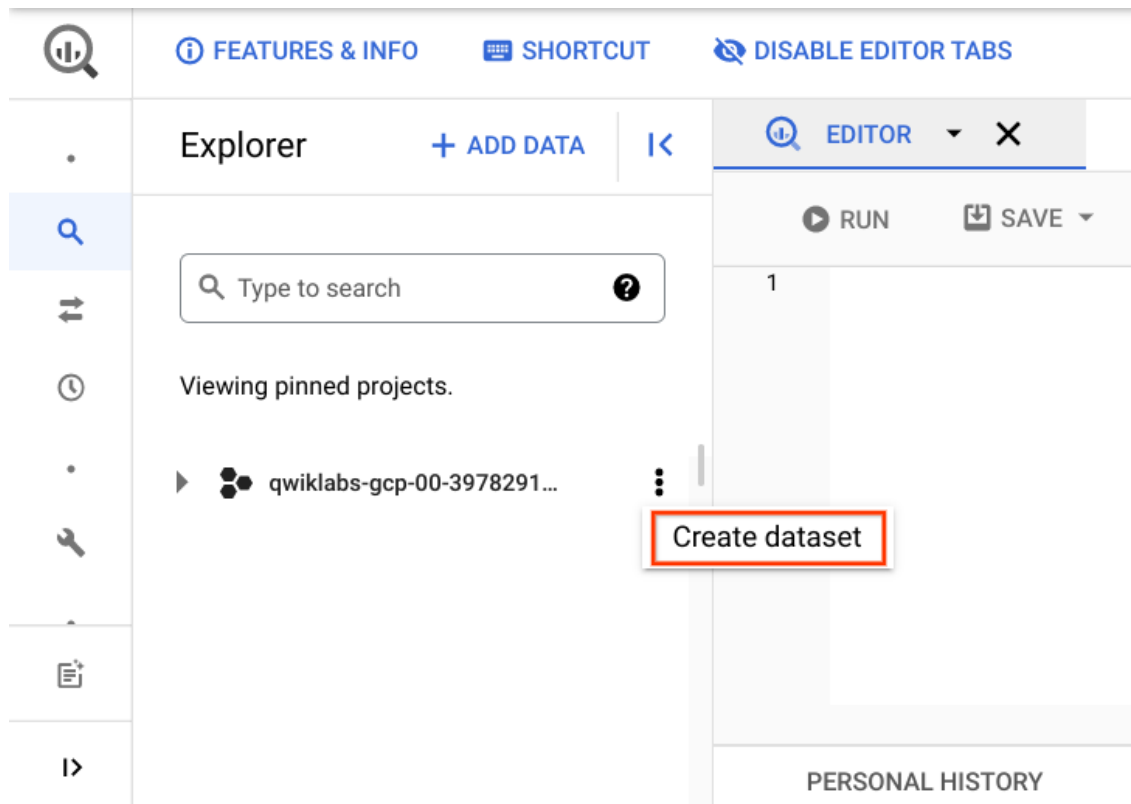 FEATURES & INFO
SHORTCUT
DISABLE EDITOR TABS
Explorer
+ ADD DATA
EDITOR
RUN
SAVE
Type to search
1
Viewing pinned projects.
qwiklabs-gcp-00-3978291...
Create dataset
PERSONAL HISTORY